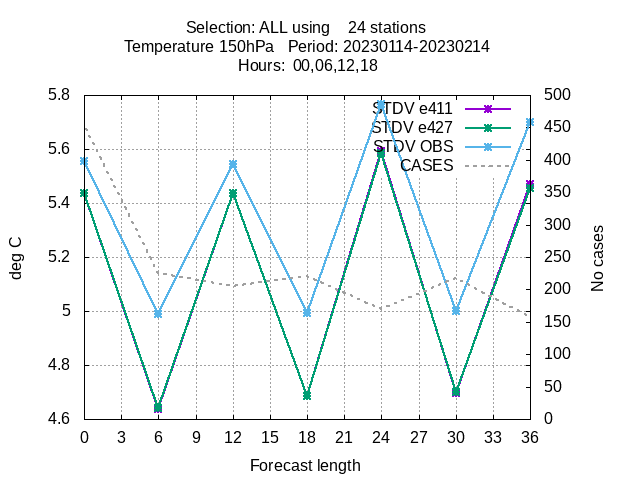 Selection: ALL using    24 stations
Temperature 150hPa   Period: 20230114-20230214
Hours:  00,06,12,18
STDV e411
STDV e427
STDV OBS
CASES
5.8
5.6
5.4
5.2
5
4.8
4.6
deg C
500
450
400
350
300
250
200
150
100
50
0
No cases
0 3 6 9 12 15 18 21 24 27 30 33 36
Forecast length